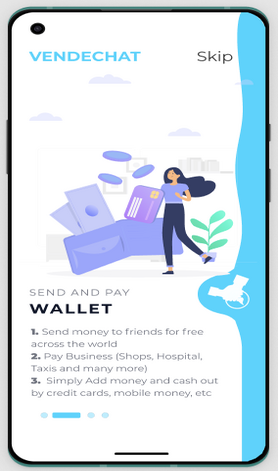 VENDECHAT Skip
SEND AND PAY
WALLET
1. Send money to friends for free
across the world
2. Pay Business (Shops, Hospital,
Taxis and many more)
3. Simply Add money and cash out
by credit cards, mobile money, etc